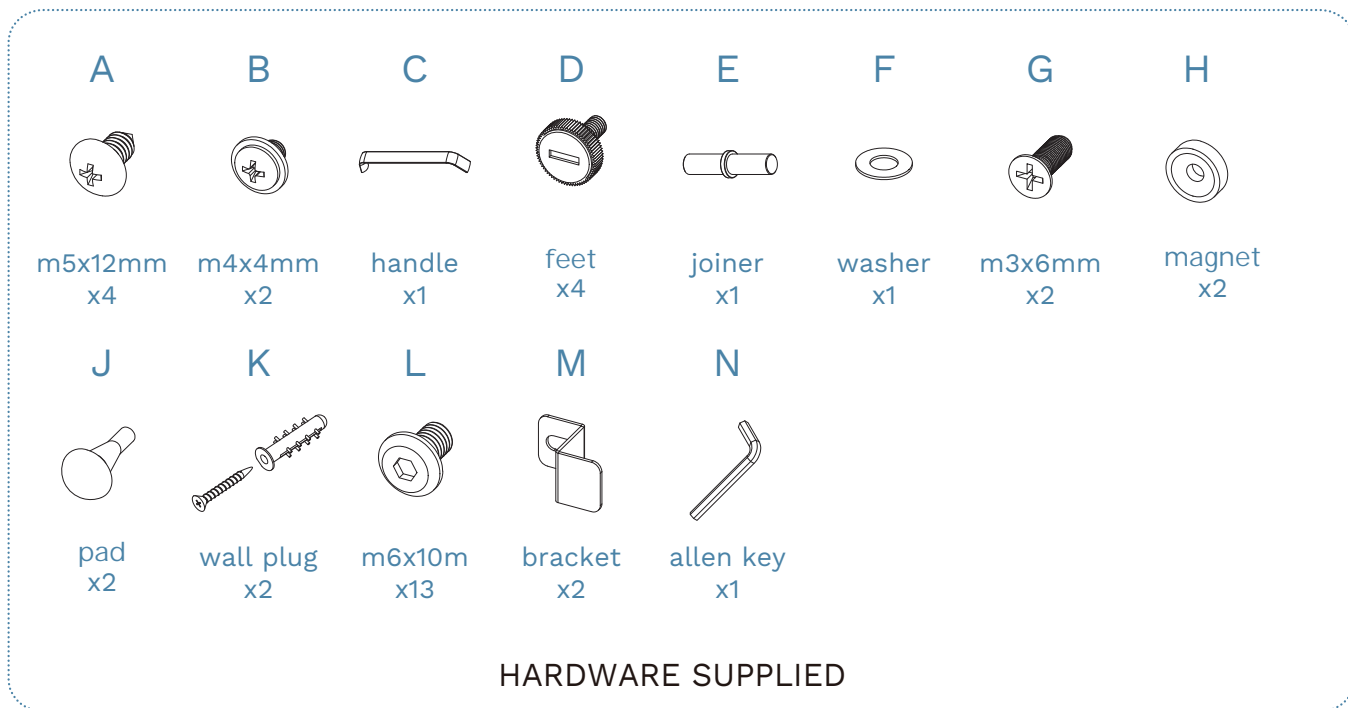 A B C D E F G H
m5x12mm m4x4mm handle feet joiner washer m3x6mm magnet
x4 x2 x1 x4 x1 x1 x2 x2
J K L M N
pad wall plug m6x10m bracket allen key
x2 x2 x13 x2 x1
HARDWARE SUPPLIED